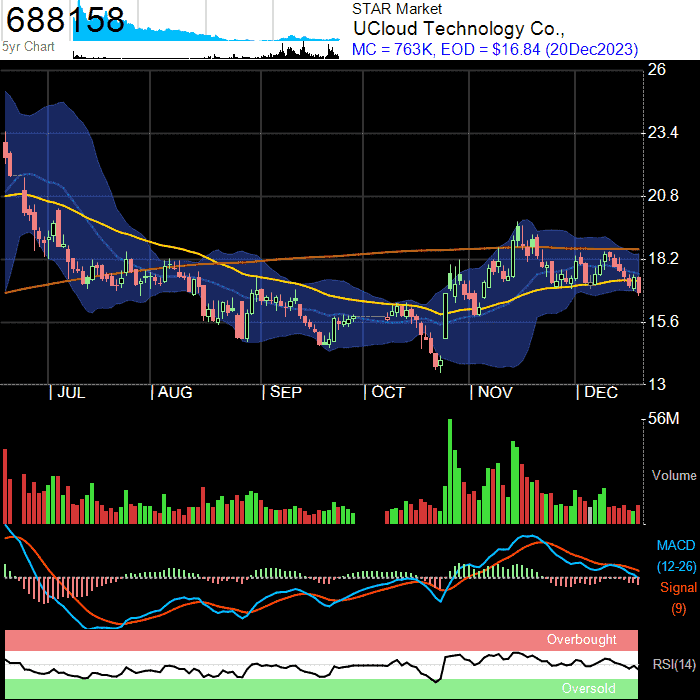 688158
5yr Chart
STAR Market
UCloud Technology Co.,
MC = 763K, EOD = $16.84 (20Dec2023)
26
23.4
20.8
18.2
15.6
13
JUL AUG SEP OCT NOV DEC
56M
Volume
MACD
(12-26)
Signal
(9)
Overbought
RSI(14)
Oversold